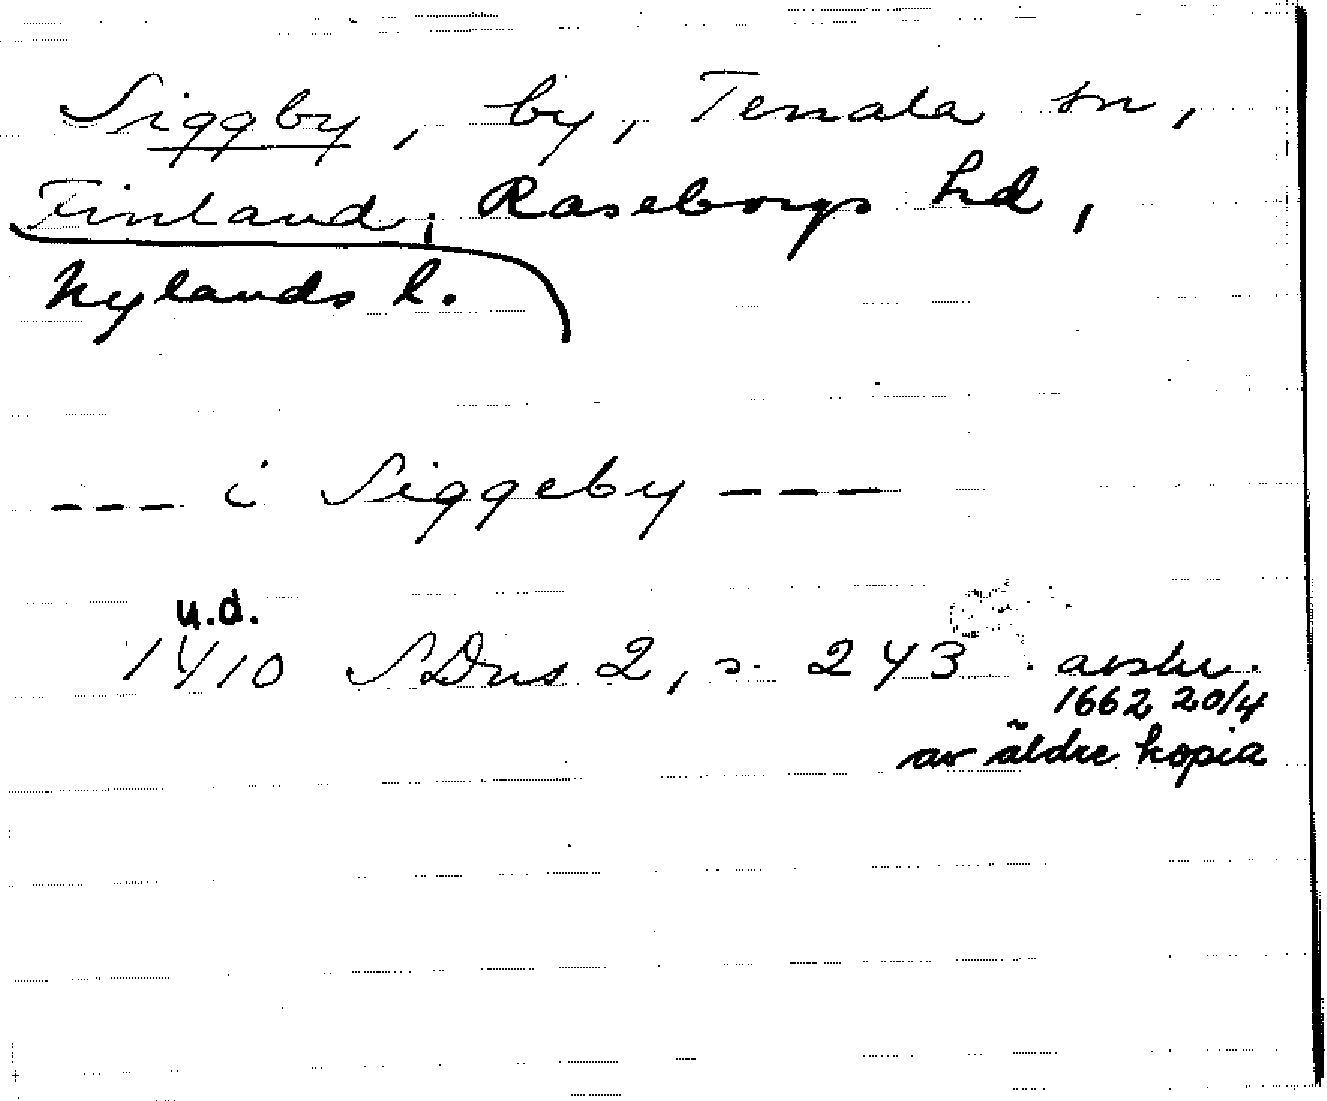 Siggby, by, Tenala sn,
Finland, Raseborgs hd,
Nylands l.
--- i Siggeby ---
u.d.
1410 SDns 2, s. 243 . avskr.
1662 20/4
av äldre kopia